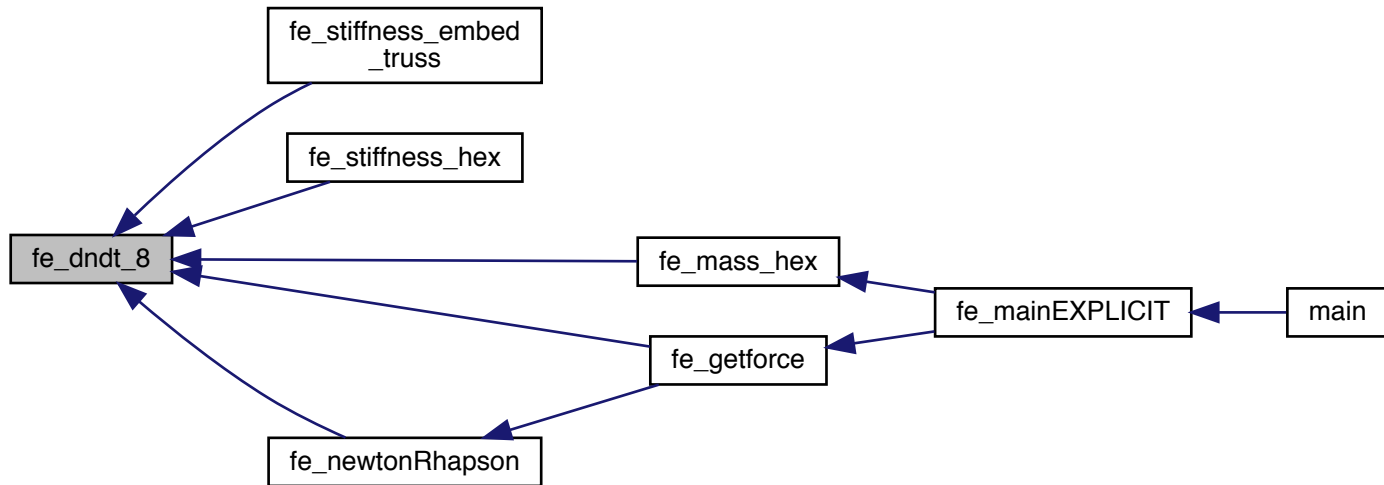 fe_stiffness_embed
_truss
fe_stiffness_hex
fe_dndt_8
fe_mass_hex
fe_mainEXPLICIT
main
fe_getforce
fe_newtonRhapson